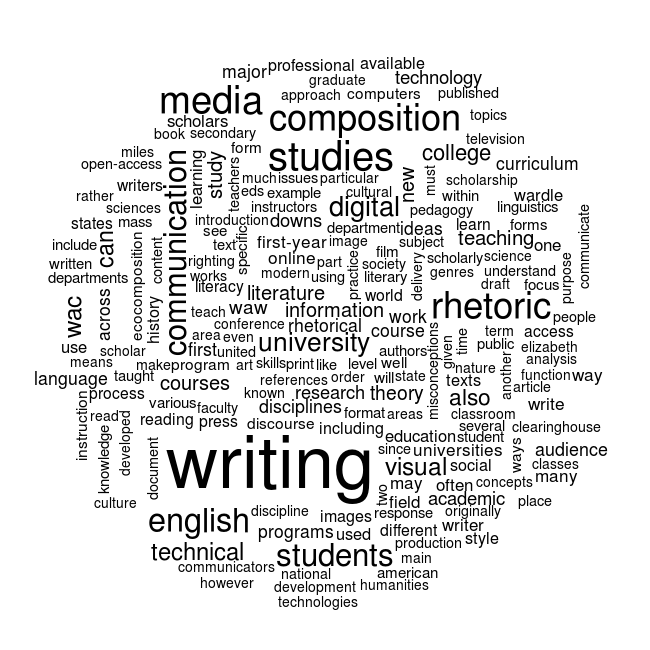 major professional available
graduate technology
approach computers published
media composition topics
scholars
book secondary television
miles form studies college
open-access curriculum
much issues particular
writers learning study teachers eds example cultural new must scholarship
rather within wardle
sciences instructors digital pedagogy linguistics
states mass introduction downs department ideas learn forms
see
include can text first-year image subject teaching one
written communication specific online film scholarly science
departments content righting modern part society genres understand
ecocomposition works using practice literary delivery draft focus purpose communicate
literacy literature world rhetoric
wac across history teach waw information work people
conference rhetorical course term access
use area even university public elizabeth
scholar first united authors misconceptions given time analysis
means make program art skills print like level well nature another function way
language taught courses references order will state texts article
process known research theory also
various faculty disciplines format areas classroom write
read reading press discourse including several clearinghouse
instruction knowledge developed education student
writing since universities audience
document visual social ways classes
may often concepts many
culture two field academic place
english discipline images response originally
programs used different writer
technical students production style
communicators main
however national american
development humanities
technologies